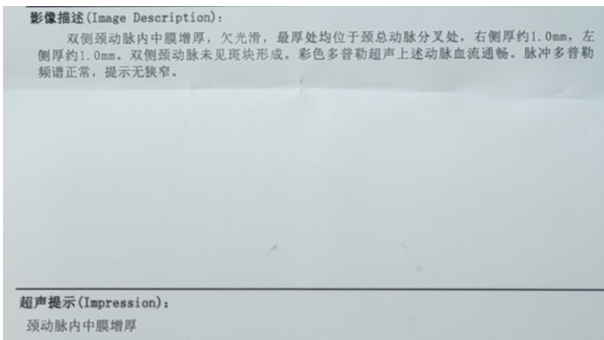 影像描述(Image Description)：
双侧颈动脉内中膜增厚，欠光滑，最厚处均位于颈总动脉分叉处，右侧厚约1.0mm，左
侧厚约1.0mm。双侧颈动脉未见斑块形成。彩色多普勒超声上述动脉血流通畅。脉冲多普勒
频谱正常，提示无狭窄。
超声提示(Impression)：
颈动脉内中膜增厚